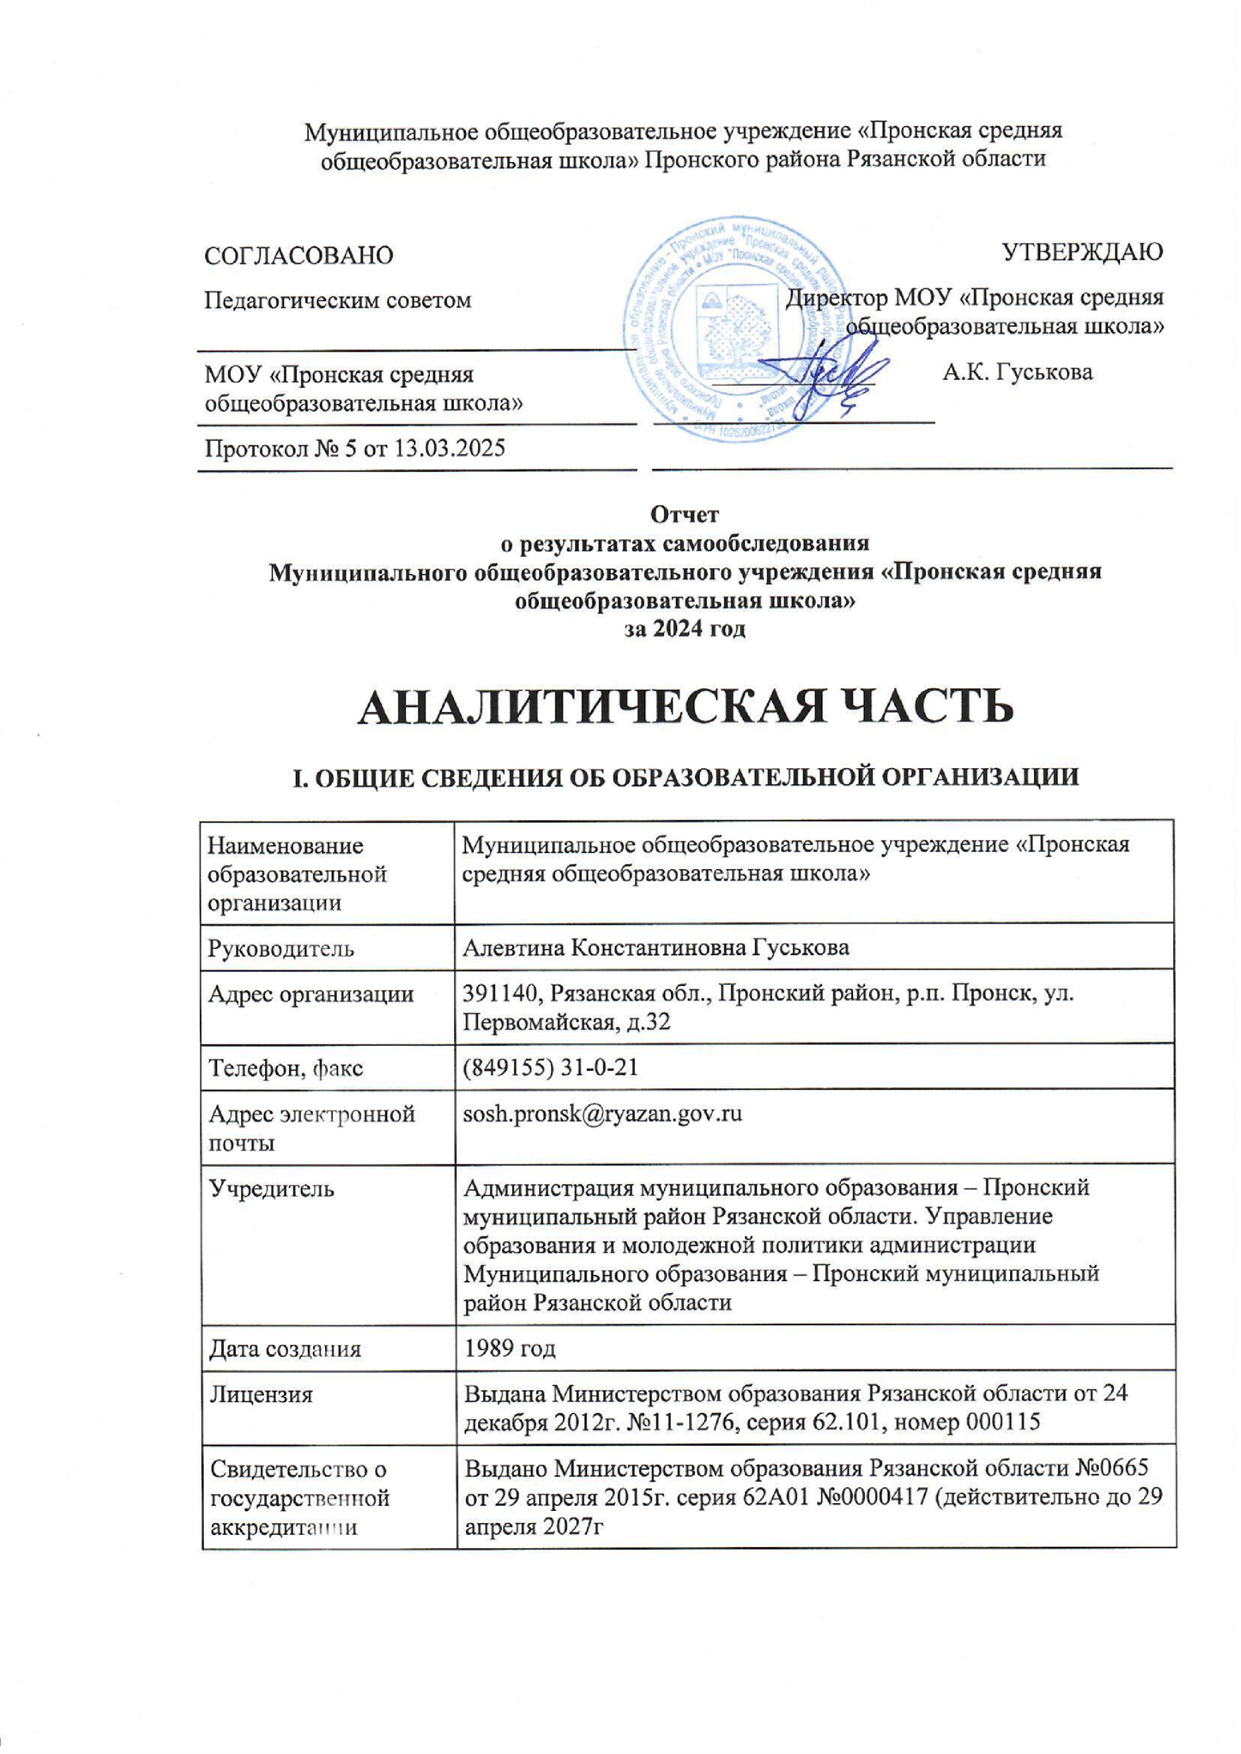 Муниципальное общеобразовательное учреждение «Пронская средняя
общеобразовательная школа» Пронского района Рязанской области
СОГЛАСОВАНО
Педагогическим советом
МОУ «Пронская средняя
общеобразовательная школа»
Протокол № 5 от 13.03.2025
УТВЕРЖДАЮ
Директор МОУ «Пронская средняя
общеобразовательная школа»
А.К. Гуськова
Отчет
о результатах самообследования
Муниципального общеобразовательного учреждения «Пронская средняя
общеобразовательная школа»
за 2024 год
АНАЛИТИЧЕСКАЯ ЧАСТЬ
I. ОБЩИЕ СВЕДЕНИЯ ОБ ОБРАЗОВАТЕЛЬНОЙ ОРГАНИЗАЦИИ
Наименование
образовательной
организации
Муниципальное общеобразовательное учреждение «Пронская
средняя общеобразовательная школа»
Руководитель
Алевтина Константиновна Гуськова
Адрес организации
391140, Рязанская обл., Пронский район, р.п. Пронск, ул.
Первомайская, д.32
Телефон, факс
(849155) 31-0-21
Адрес электронной
почты
sosh.pronsk@ryazan.gov.ru
Учредитель
Администрация муниципального образования – Пронский
муниципальный район Рязанской области. Управление
образования и молодежной политики администрации
Муниципального образования – Пронский муниципальный
район Рязанской области
Дата создания
1989 год
Лицензия
Выдана Министерством образования Рязанской области от 24
декабря 2012г. №11-1276, серия 62.101, номер 000115
Свидетельство о
государственной
аккредитации
Выдано Министерством образования Рязанской области №0665
от 29 апреля 2015г. серия 62А01 №0000417 (действительно до 29
апреля 2027г